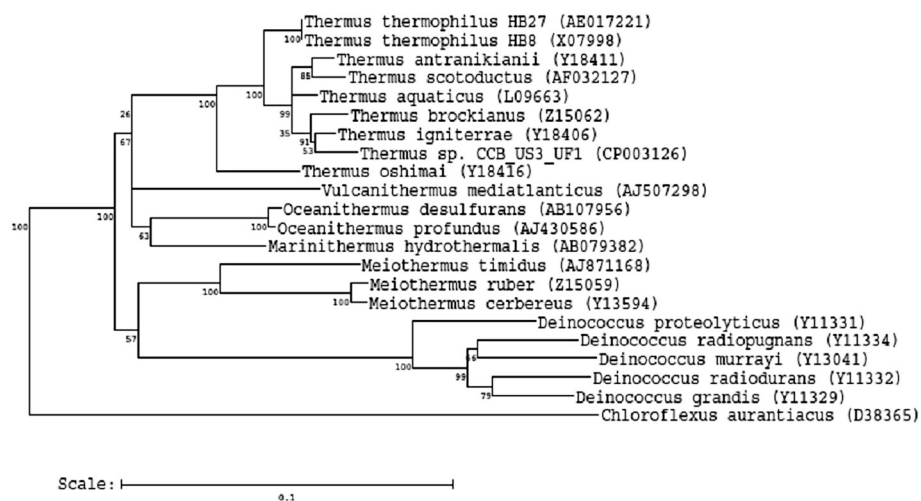 Thermus thermophilus HB27 (AE017221)
100 Thermus thermophilus HB8 (X07998)
Thermus antranikianii (Y18411)
85 Thermus scotoductus (AF032127)
100 Thermus aquaticus (L09663)
26 99 Thermus brockianus (Z15062)
67 35 91 Thermus igniterrae (Y18406)
53 Thermus sp. CCB_US3_UF1 (CP003126)
Thermus oshimai (Y18416)
Vulcanithermus mediatlanticus (AJ507298)
Oceanithermus desulfurans (AB107956)
100 100 100 Oceanithermus profundus (AJ430586)
63 Marinithermus hydrothermalis (AB079382)
Meiothermus timidus (AJ871168)
100 Meiothermus ruber (Z15059)
100 Meiothermus cerbereus (Y13594)
Deinococcus proteolyticus (Y11331)
57 Deinococcus radiopugnans (Y11334)
100 Deinococcus murrayi (Y13041)
99 Deinococcus radiodurans (Y11332)
75 Deinococcus grandis (Y11329)
Chloroflexus aurantiacus (D38365)
Scale:
0.1